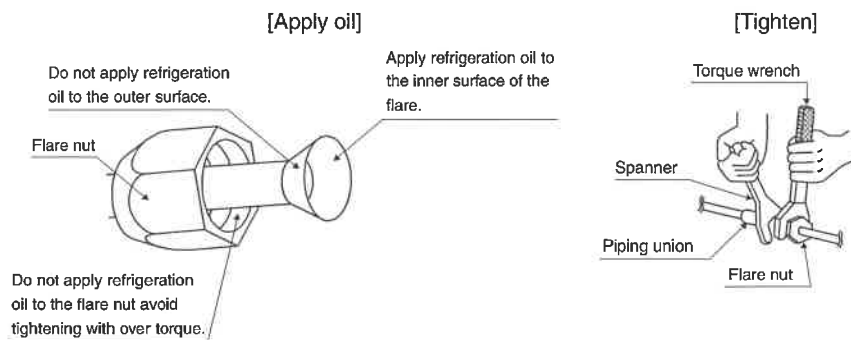 [Apply oil]
Do not apply refrigeration
oil to the outer surface.
Apply refrigeration oil to
the inner surface of the
flare.
Flare nut
Do not apply refrigeration
oil to the flare nut avoid
tightening with over torque.
[Tighten]
Torque wrench
Spanner
Piping union
Flare nut